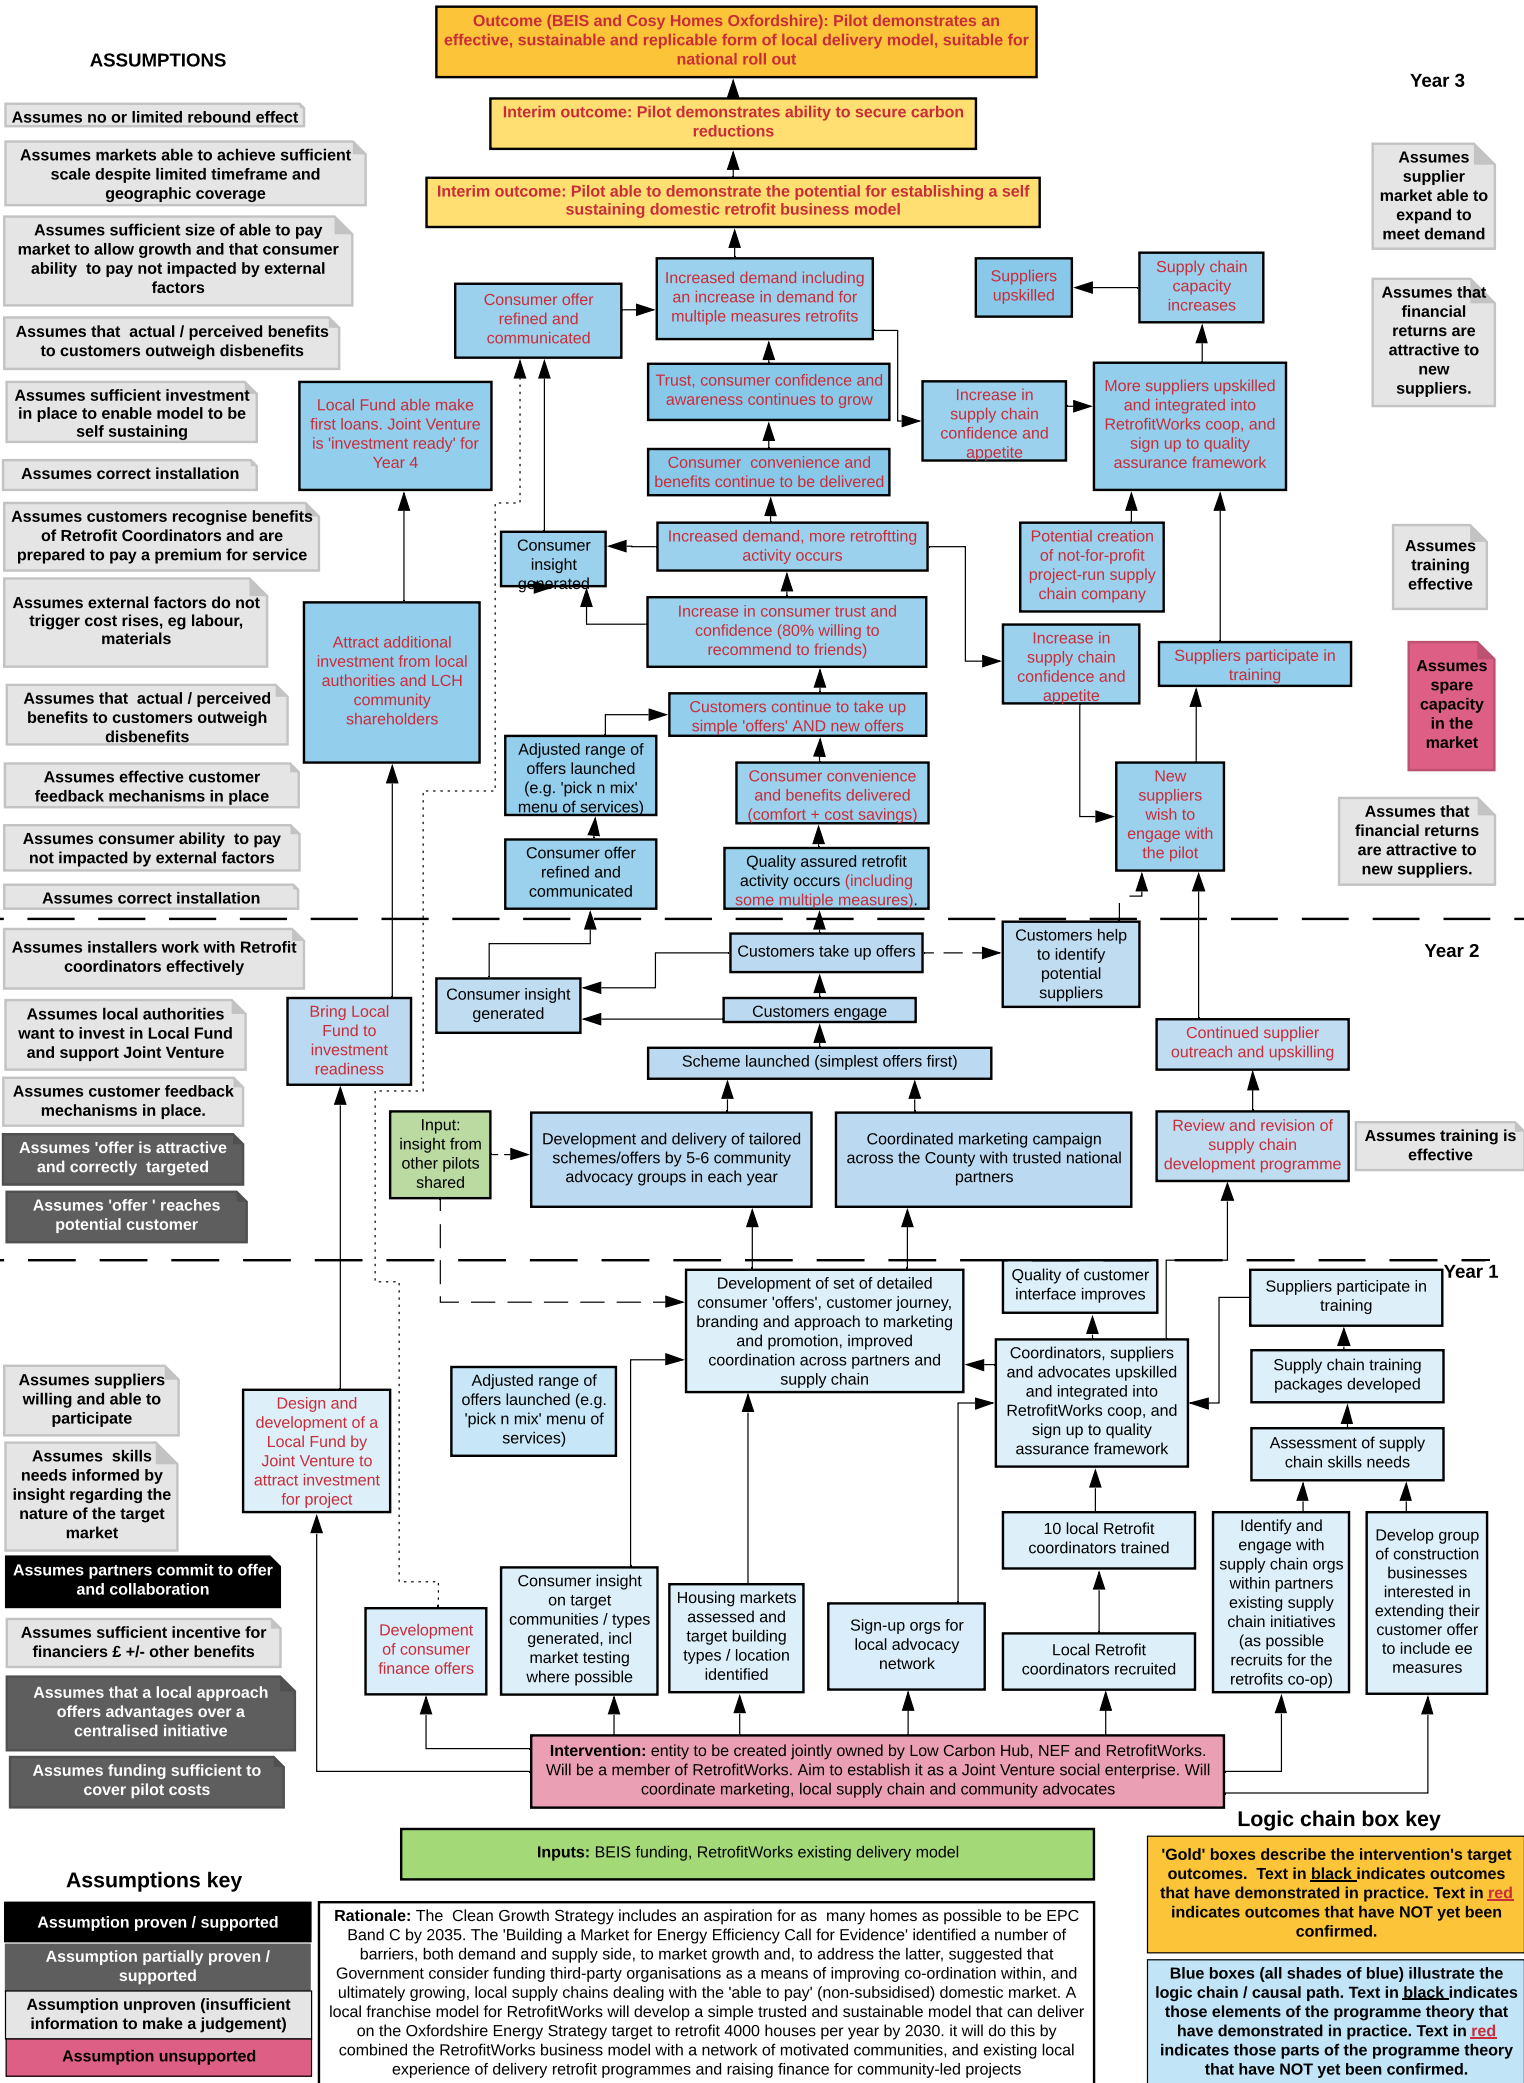 Outcome (BEIS and Cosy Homes Oxfordshire): Pilot demonstrates an
effective, sustainable and replicable form of local delivery model, suitable for
national roll out
ASSUMPTIONS
Year 3
Interim outcome: Pilot demonstrates ability to secure carbon
reductions
Interim outcome: Pilot able to demonstrate the potential for establishing a self
sustaining domestic retrofit business model
Assumes no or limited rebound effect
Assumes markets able to achieve sufficient
scale despite limited timeframe and
geographic coverage
Assumes sufficient size of able to pay
market to allow growth and that consumer
ability to pay not impacted by external
factors
Assumes that actual / perceived benefits
to customers outweigh disbenefits
Assumes sufficient investment
in place to enable model to be
self sustaining
Assumes correct installation
Assumes customers recognise benefits
of Retrofit Coordinators and are
prepared to pay a premium for service
Assumes external factors do not
trigger cost rises, eg labour,
materials
Assumes that actual / perceived
benefits to customers outweigh
disbenefits
Assumes effective customer
feedback mechanisms in place
Assumes consumer ability to pay
not impacted by external factors
Assumes correct installation
Local Fund able make
first loans. Joint Venture
is 'investment ready' for
Year 4
Attract additional
investment from local
authorities and LCH
community
shareholders
Consumer offer
refined and
communicated
Increased demand including
an increase in demand for
multiple measures retrofits
Suppliers
upskilled
Supply chain
capacity
increases
Trust, consumer confidence and
awareness continues to grow
Increase in
supply chain
confidence and
appetite
More suppliers upskilled
and integrated into
RetrofitWorks coop, and
sign up to quality
assurance framework
Consumer convenience and
benefits continue to be delivered
Consumer
insight
generated
Increased demand, more retroftting
activity occurs
Potential creation
of not-for-profit
project-run supply
chain company
Increase in consumer trust and
confidence (80% willing to
recommend to friends)
Increase in
supply chain
confidence and
appetite
Suppliers participate in
training
Customers continue to take up
simple 'offers' AND new offers
Adjusted range of
offers launched
(e.g. 'pick n mix'
menu of services)
Consumer convenience
and benefits delivered
(comfort + cost savings)
New
suppliers
wish to
engage with
the pilot
Consumer offer
refined and
communicated
Quality assured retrofit
activity occurs (including
some multiple measures).
Assumes
supplier
market able to
expand to
meet demand
Assumes that
financial
returns are
attractive to
new
suppliers.
Assumes
training
effective
Assumes
spare
capacity
in the
market
Assumes that
financial returns
are attractive to
new suppliers.
Year 2
Assumes installers work with Retrofit
coordinators effectively
Assumes local authorities
want to invest in Local Fund
and support Joint Venture
Assumes customer feedback
mechanisms in place.
Assumes 'offer is attractive
and correctly targeted
Assumes 'offer ' reaches
potential customer
Bring Local
Fund to
investment
readiness
Consumer insight
generated
Customers take up offers
Customers help
to identify
potential
suppliers
Customers engage
Scheme launched (simplest offers first)
Continued supplier
outreach and upskilling
Input:
insight from
other pilots
shared
Development and delivery of tailored
schemes/offers by 5-6 community
advocacy groups in each year
Coordinated marketing campaign
across the County with trusted national
partners
Review and revision of
supply chain
development programme
Assumes training is
effective
Year 1
Assumes suppliers
willing and able to
participate
Assumes skills
needs informed by
insight regarding the
nature of the target
market
Assumes partners commit to offer
and collaboration
Assumes sufficient incentive for
financiers £ +/- other benefits
Assumes that a local approach
offers advantages over a
centralised initiative
Assumes funding sufficient to
cover pilot costs
Development of set of detailed
consumer 'offers', customer journey,
branding and approach to marketing
and promotion, improved
coordination across partners and
supply chain
Quality of customer
interface improves
Suppliers participate in
training
Coordinators, suppliers
and advocates upskilled
and integrated into
RetrofitWorks coop, and
sign up to quality
assurance framework
Supply chain training
packages developed
Assessment of supply
chain skills needs
Adjusted range of
offers launched (e.g.
'pick n mix' menu of
services)
Design and
development of a
Local Fund by
Joint Venture to
attract investment
for project
Development
of consumer
finance offers
Consumer insight
on target
communities / types
generated, incl
market testing
where possible
Housing markets
assessed and
target building
types / location
identified
Sign-up orgs for
local advocacy
network
10 local Retrofit
coordinators trained
Local Retrofit
coordinators recruited
Identify and
engage with
supply chain orgs
within partners
existing supply
chain initiatives
(as possible
recruits for the
retrofits co-op)
Develop group
of construction
businesses
interested in
extending their
customer offer
to include ee
measures
Intervention: entity to be created jointly owned by Low Carbon Hub, NEF and RetrofitWorks.
Will be a member of RetrofitWorks. Aim to establish it as a Joint Venture social enterprise. Will
coordinate marketing, local supply chain and community advocates
Inputs: BEIS funding, RetrofitWorks existing delivery model
Assumptions key
Assumption proven / supported
Assumption partially proven /
supported
Assumption unproven (insufficient
information to make a judgement)
Assumption unsupported
Rationale: The Clean Growth Strategy includes an aspiration for as many homes as possible to be EPC
Band C by 2035. The 'Building a Market for Energy Efficiency Call for Evidence' identified a number of
barriers, both demand and supply side, to market growth and, to address the latter, suggested that
Government consider funding third-party organisations as a means of improving co-ordination within, and
ultimately growing, local supply chains dealing with the 'able to pay' (non-subsidised) domestic market. A
local franchise model for RetrofitWorks will develop a simple trusted and sustainable model that can deliver
on the Oxfordshire Energy Strategy target to retrofit 4000 houses per year by 2030. it will do this by
combined the RetrofitWorks business model with a network of motivated communities, and existing local
experience of delivery retrofit programmes and raising finance for community-led projects
Logic chain box key
'Gold' boxes describe the intervention's target
outcomes. Text in black indicates outcomes
that have demonstrated in practice. Text in red
indicates outcomes that have NOT yet been
confirmed.
Blue boxes (all shades of blue) illustrate the
logic chain / causal path. Text in black indicates
those elements of the programme theory that
have demonstrated in practice. Text in red
indicates those parts of the programme theory
that have NOT yet been confirmed.